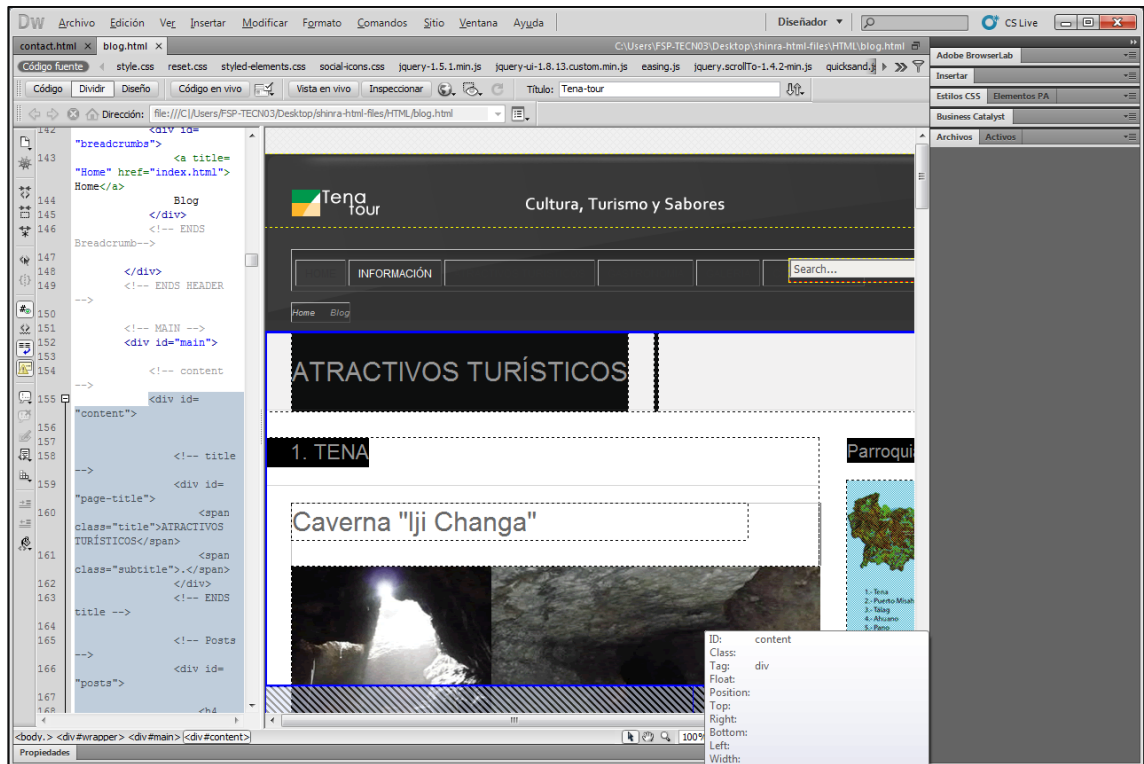 DW Archivo Edición Ver Insertar Modificar Formato Comandos Sitio Ventana Ayuda Diseñador CS Live
contact.html × blog.html × C:\Users\FSP-TECN03\Desktop\shinra-html-files\HTML\blog.html
Código fuente style.css reset.css styled-elements.css social-icons.css jquery-1.5.1.min.js jquery-ui-1.8.13.custom.min.js easing.js jquery.scrollTo-1.4.2-min.js quicksand.j
Código Dividir Diseño Código en vivo Vista en vivo Inspeccionar Título: Tena-tour
Dirección: file:///C|/Users/FSP-TECN03/Desktop/shinra-html-files/HTML/blog.html
142 <div id=
"breadcrumbs">
143 <a title=
"Home" href="index.html">
Home</a>
144 Blog
145 </div>
146 <!-- ENDS
Breadcrumb-->
147
148 </div>
149 <!-- ENDS HEADER
-->
150
151 <!-- MAIN -->
152 <div id="main">
153
154 <!-- content
-->
155 <div id=
"content">
156
157
158 <!-- title
-->
159 <div id=
"page-title">
160 <span
class="title">ATRACTIVOS
TURÍSTICOS</span>
161 <span
class="subtitle">.</span>
162 </div>
163 <!-- ENDS
title -->
164
165 <!-- Posts
-->
166 <div id=
"posts">
167
168 <h4
Tena
tour
Cultura, Turismo y Sabores
INFORMACIÓN
Search...
Home Blog
ATRACTIVOS TURÍSTICOS
1. TENA
Parroqui
Caverna "Iji Changa"
1.- Tena
2.- Puerto Misah
3.- Talag
4.- Ahuano
5.- Pano
ID: content
Class:
Tag: div
Float:
Position:
Top:
Right:
Bottom:
Left:
Width:
<body.> <div#wrapper> <div#main> <div#content>
100%
Propiedades
Adobe BrowserLab
Insertar
Estilos CSS Elementos PA
Business Catalyst
Archivos Activos